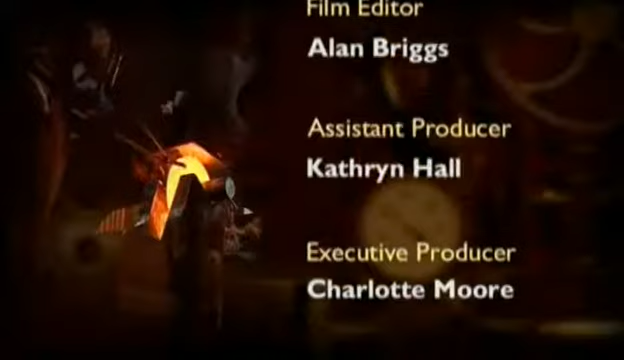 Film Editor
Alan Briggs
Assistant Producer
Kathryn Hall
Executive Producer
Charlotte Moore